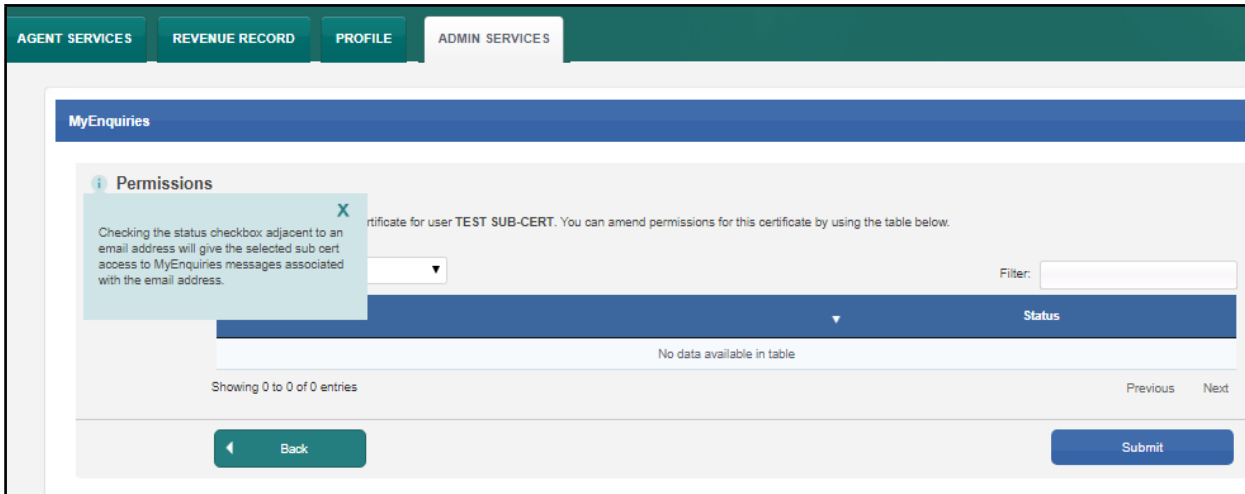 AGENT SERVICES REVENUE RECORD PROFILE ADMIN SERVICES
MyEnquiries
i Permissions
X
Checking the status checkbox adjacent to an
email address will give the selected sub cert
access to MyEnquiries messages associated
with the email address.
for user TEST SUB-CERT. You can amend permissions for this certificate by using the table below.
Filter:
Status
No data available in table
Showing 0 to 0 of 0 entries Previous Next
Back Submit